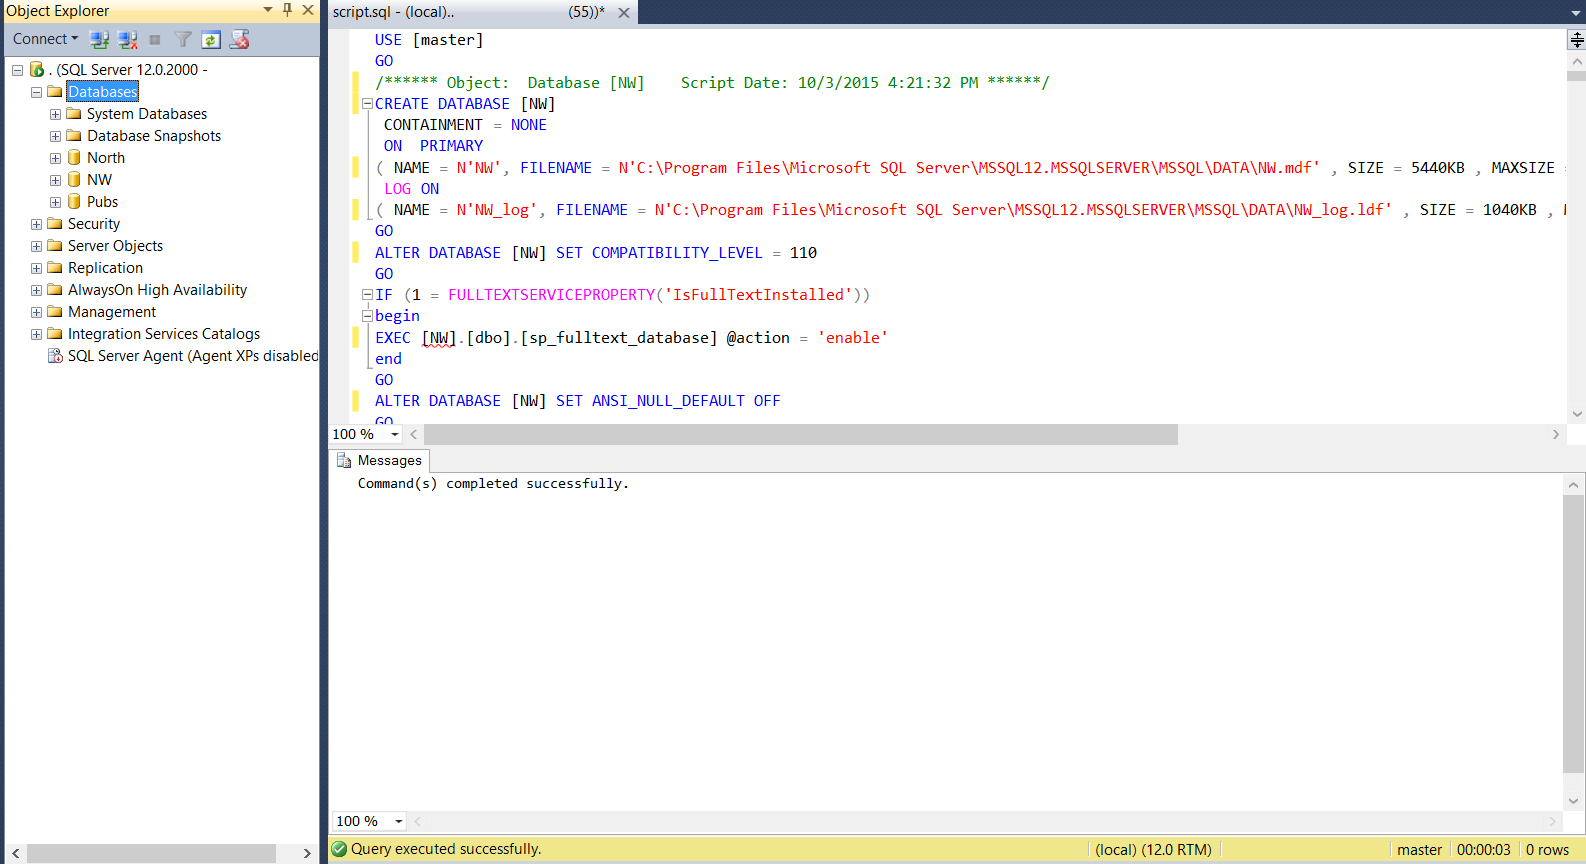 Object Explorer
Connect
. (SQL Server 12.0.2000 -
Databases
System Databases
Database Snapshots
North
NW
Pubs
Security
Server Objects
Replication
AlwaysOn High Availability
Management
Integration Services Catalogs
SQL Server Agent (Agent XPs disabled
script.sql - (local).. (55))*
USE [master]
GO
/****** Object:  Database [NW]    Script Date: 10/3/2015 4:21:32 PM ******/
CREATE DATABASE [NW]
CONTAINMENT = NONE
ON  PRIMARY
( NAME = N'NW', FILENAME = N'C:\Program Files\Microsoft SQL Server\MSSQL12.MSSQLSERVER\MSSQL\DATA\NW.mdf' , SIZE = 5440KB , MAXSIZE =
LOG ON
( NAME = N'NW_log', FILENAME = N'C:\Program Files\Microsoft SQL Server\MSSQL12.MSSQLSERVER\MSSQL\DATA\NW_log.ldf' , SIZE = 1040KB ,
GO
ALTER DATABASE [NW] SET COMPATIBILITY_LEVEL = 110
GO
IF (1 = FULLTEXTSERVICEPROPERTY('IsFullTextInstalled'))
begin
EXEC [NW].[dbo].[sp_fulltext_database] @action = 'enable'
end
GO
ALTER DATABASE [NW] SET ANSI_NULL_DEFAULT OFF
GO
100 %
Messages
Command(s) completed successfully.
100 %
Query executed successfully.
(local) (12.0 RTM)
master
00:00:03
0 rows